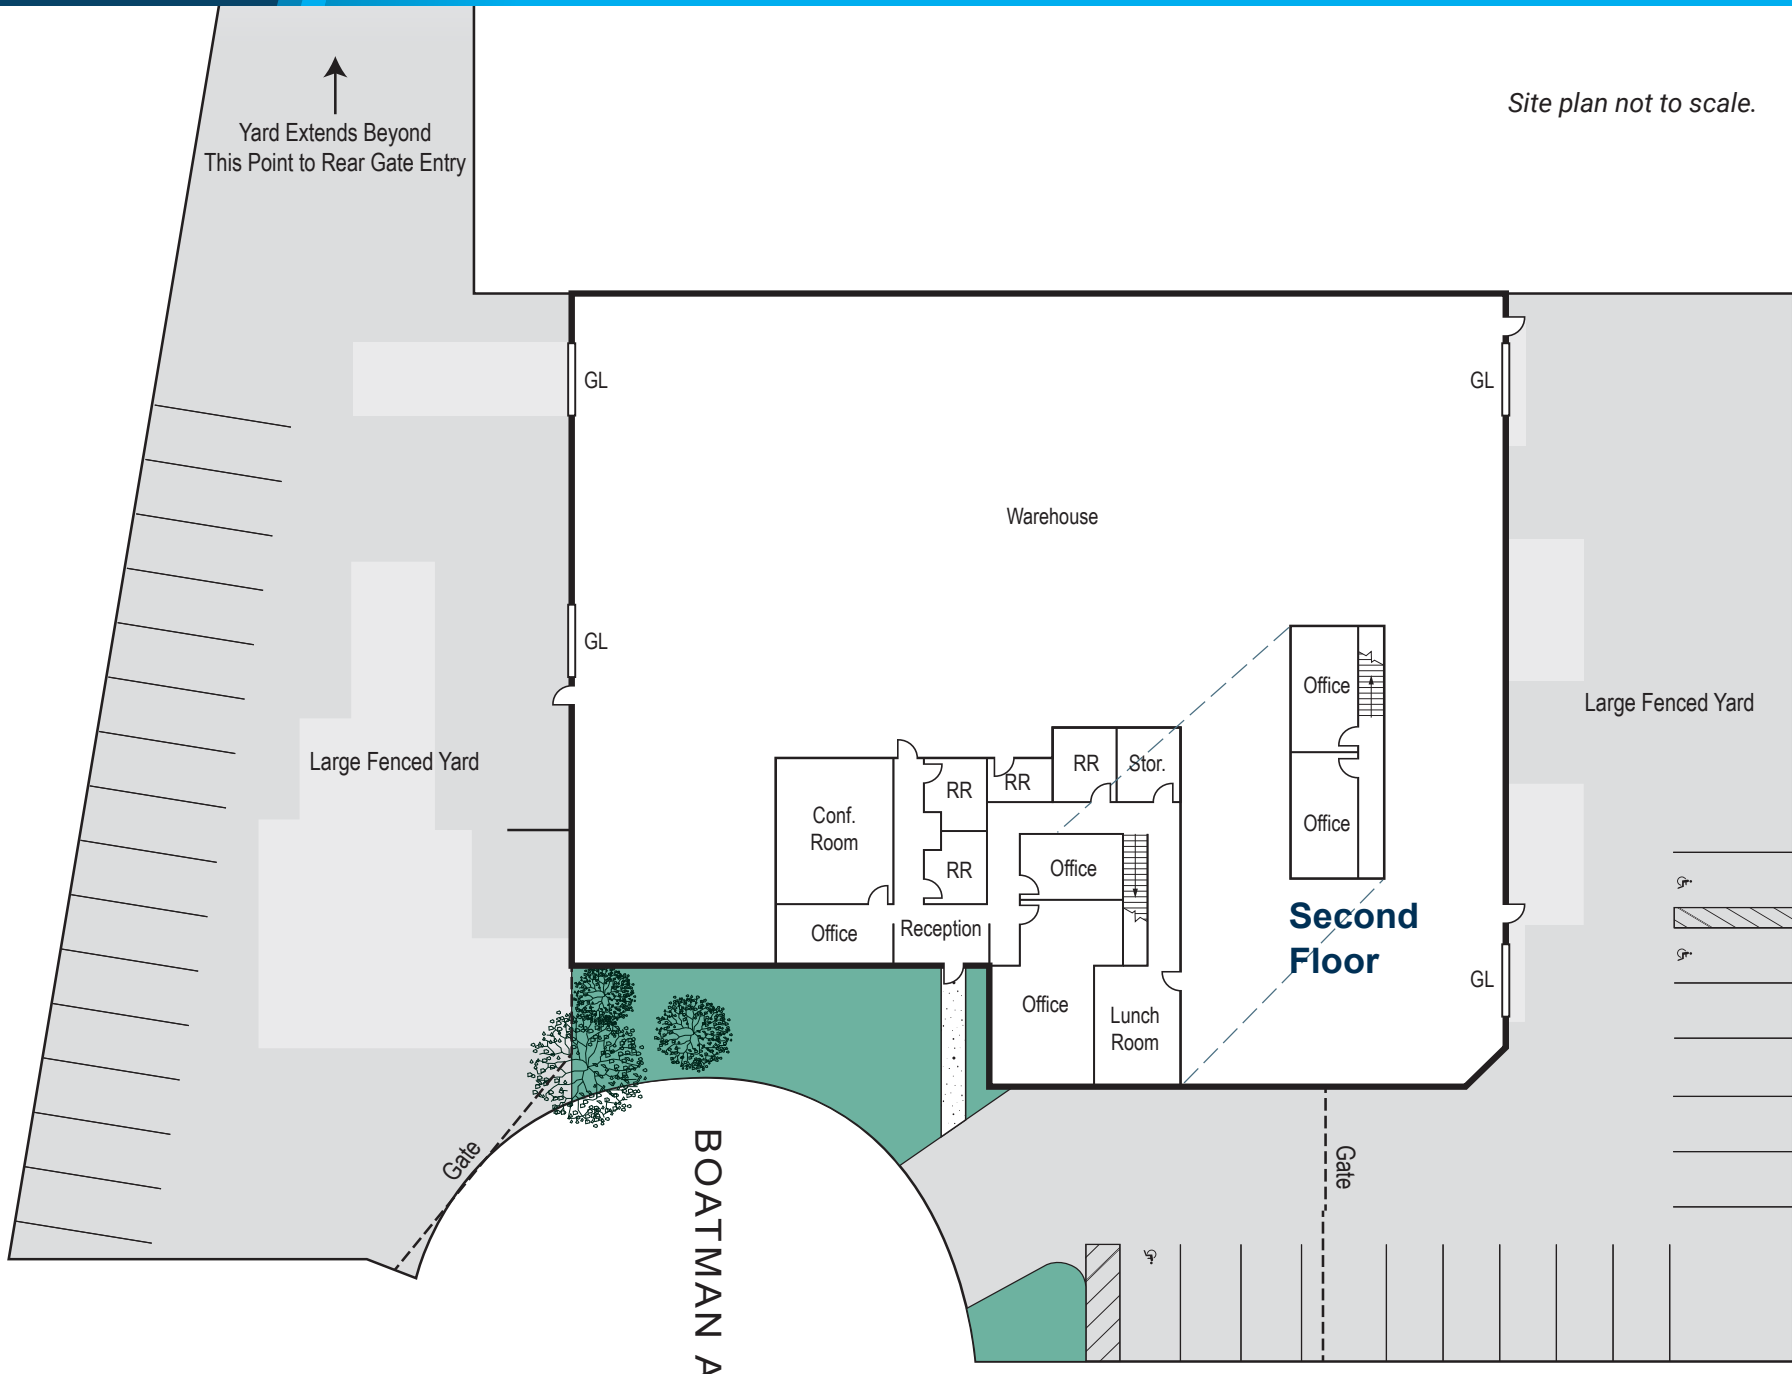 Site plan not to scale.
Yard Extends Beyond
This Point to Rear Gate Entry
GL
GL
Warehouse
GL
Office
Large Fenced Yard
Large Fenced Yard
RR
Stor.
RR
RR
Conf.
Room
Office
RR
Office
Second
Floor
Office
Reception
GL
Office
Lunch
Room
Gate
Gate
BOATMAN A